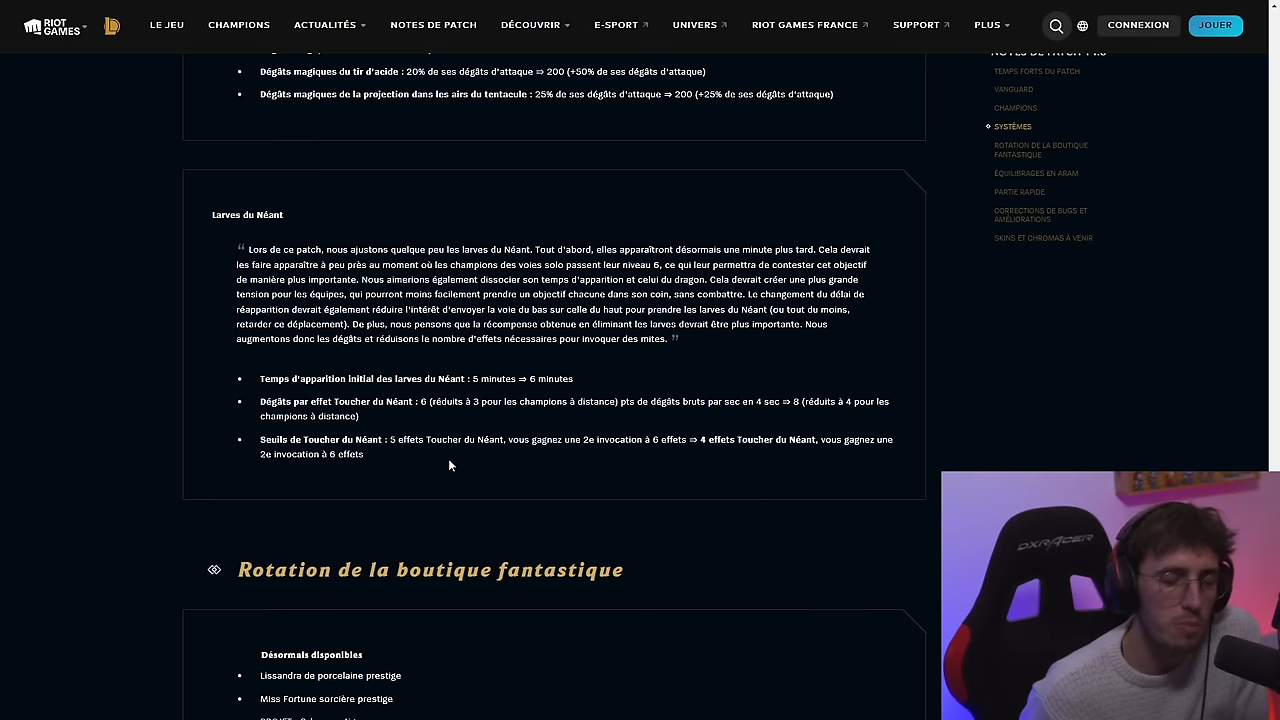 RIOT GAMES
LE JEU
CHAMPIONS
ACTUALITÉS
NOTES DE PATCH
DÉCOUVRIR
E-SPORT
UNIVERS
RIOT GAMES FRANCE
SUPPORT
PLUS
CONNEXION
JOUER
Dégâts magiques du tir d'acide : 20% de ses dégâts d'attaque ⇒ 200 (+50% de ses dégâts d'attaque)
Dégâts magiques de la projection dans les airs du tentacule : 25% de ses dégâts d'attaque ⇒ 200 (+25% de ses dégâts d'attaque)
Larves du Néant
“ Lors de ce patch, nous ajustons quelque peu les larves du Néant. Tout d'abord, elles apparaîtront désormais une minute plus tard. Cela devrait
les faire apparaître à peu près au moment où les champions des voies solo passent leur niveau 6, ce qui leur permettra de contester cet objectif
de manière plus importante. Nous aimerions également dissocier son temps d'apparition et celui du dragon. Cela devrait créer une plus grande
tension pour les équipes, qui pourront moins facilement prendre un objectif chacune dans son coin, sans combattre. Le changement du délai de
réapparition devrait également réduire l'intérêt d'envoyer la voie du bas sur celle du haut pour prendre les larves du Néant (ou tout du moins,
retarder ce déplacement). De plus, nous pensons que la récompense obtenue en éliminant les larves devrait être plus importante. Nous
augmentons donc les dégâts et réduisons le nombre d'effets nécessaires pour invoquer des mites. ”
Temps d'apparition initial des larves du Néant : 5 minutes ⇒ 6 minutes
Dégâts par effet Toucher du Néant : 6 (réduits à 3 pour les champions à distance) pts de dégâts bruts par sec en 4 sec ⇒ 8 (réduits à 4 pour les
champions à distance)
Seuils de Toucher du Néant : 5 effets Toucher du Néant, vous gagnez une 2e invocation à 6 effets ⇒ 4 effets Toucher du Néant, vous gagnez une
2e invocation à 6 effets
Rotation de la boutique fantastique
Désormais disponibles
Lissandra de porcelaine prestige
Miss Fortune sorcière prestige
TEMPS FORTS DU PATCH
VANGUARD
CHAMPIONS
SYSTÈMES
ROTATION DE LA BOUTIQUE
FANTASTIQUE
ÉQUILIBRAGES EN ARAM
PARTIE RAPIDE
CORRECTIONS DE BUGS ET
AMÉLIORATIONS
SKINS ET CHROMAS À VENIR
DXRACER